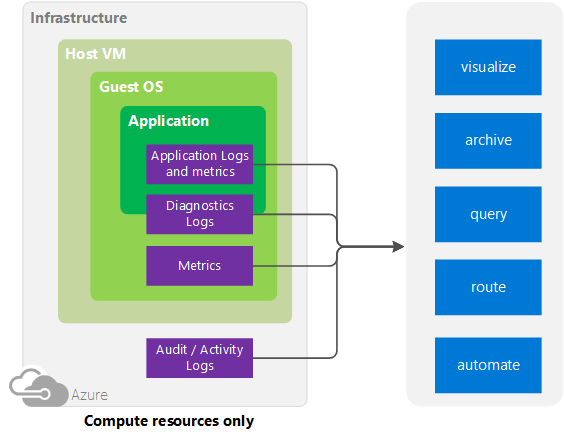 Infrastructure
Host VM
Guest OS
Application
Application Logs
and metrics
Diagnostics
Logs
Metrics
Audit / Activity
Logs
Azure
Compute resources only
visualize
archive
query
route
automate